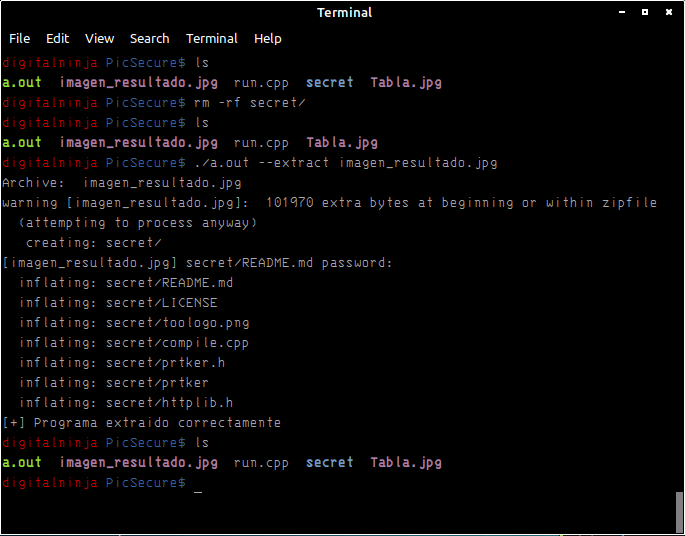 Terminal
File Edit View Search Terminal Help
digitalninja PicSecure$ ls
a.out  imagen_resultado.jpg  run.cpp  secret  Tabla.jpg
digitalninja PicSecure$ rm -rf secret/
digitalninja PicSecure$ ls
a.out  imagen_resultado.jpg  run.cpp  Tabla.jpg
digitalninja PicSecure$ ./a.out --extract imagen_resultado.jpg
Archive:  imagen_resultado.jpg
warning [imagen_resultado.jpg]:  101970 extra bytes at beginning or within zipfile
  (attempting to process anyway)
   creating: secret/
[imagen_resultado.jpg] secret/README.md password:
  inflating: secret/README.md
  inflating: secret/LICENSE
  inflating: secret/toologo.png
  inflating: secret/compile.cpp
  inflating: secret/prtker.h
  inflating: secret/prtker
  inflating: secret/httplib.h
[+] Programa extraido correctamente
digitalninja PicSecure$ ls
a.out  imagen_resultado.jpg  run.cpp  secret  Tabla.jpg
digitalninja PicSecure$ _